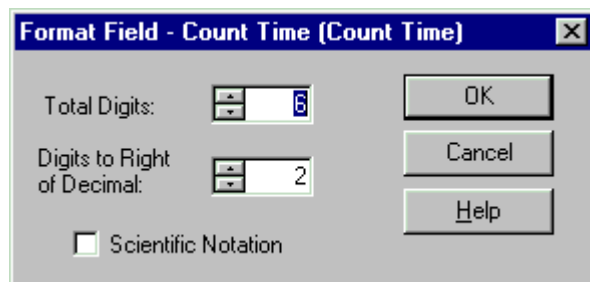 Format Field - Count Time (Count Time)
Total Digits:
6
OK
Digits to Right
of Decimal:
2
Cancel
Help
Scientific Notation